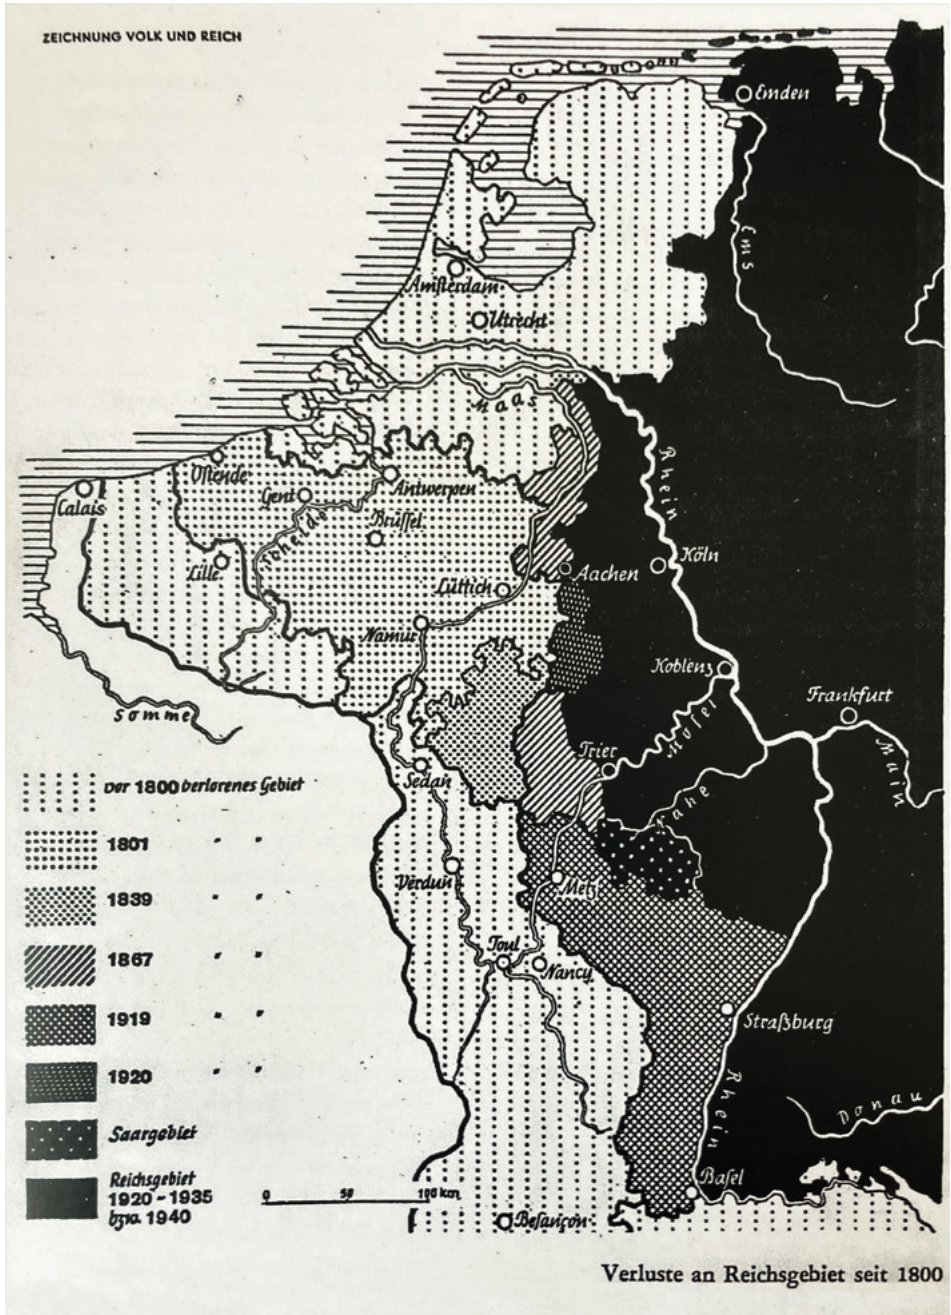 ZEICHNUNG VOLK UND REICH
Emden
Ems
Amsterdam
Utrecht
Maas
Rhein
Ostende
Antwerpen
Gent
Calais
Brüssel
Schelde
Lille
Köln
Aachen
Lüttich
Namur
Koblenz
Frankfurt
Somme
Mosel
Main
Trier
Sedan
Nahe
vor 1800 verlorenes Gebiet
1801 " "
Verdun
Metz
1839 " "
1867 " "
Toul
Nancy
1919 " "
Straßburg
1920 " "
Rhein
Donau
Saargebiet
Reichsgebiet
1920-1935
bzw. 1940
0 50 100 km
Basel
Besançon
Verluste an Reichsgebiet seit 1800